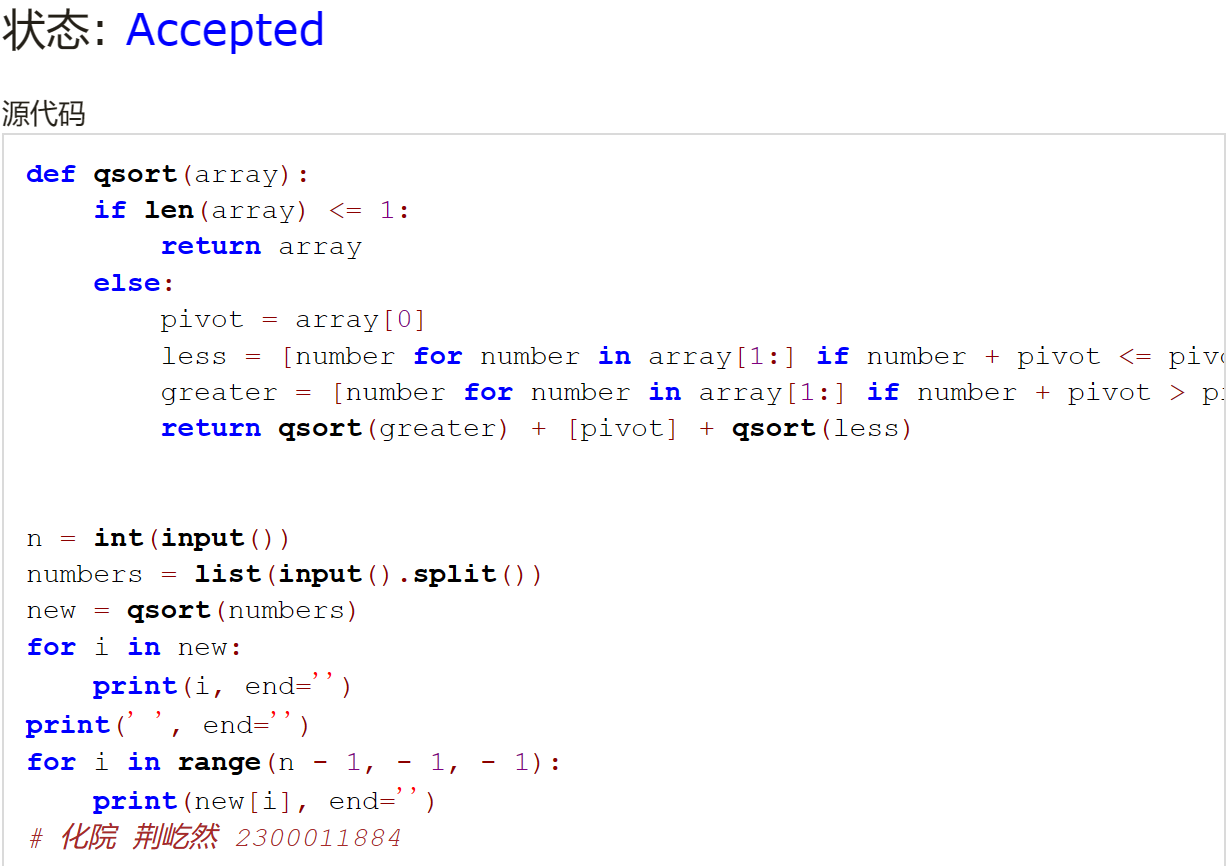 状态: Accepted
源代码
def qsort(array):
    if len(array) <= 1:
        return array
    else:
        pivot = array[0]
        less = [number for number in array[1:] if number + pivot <=
        greater = [number for number in array[1:] if number + pivot >
        return qsort(greater) + [pivot] + qsort(less)
n = int(input())
numbers = list(input().split())
new = qsort(numbers)
for i in new:
    print(i, end='')
print(' ', end='')
for i in range(n - 1, - 1, - 1):
    print(new[i], end='')
# 化院 荆屹然 2300011884